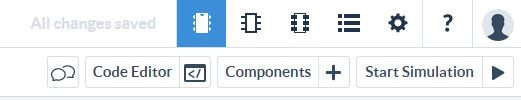 All changes saved
?
Code Editor </>
Components +
Start Simulation